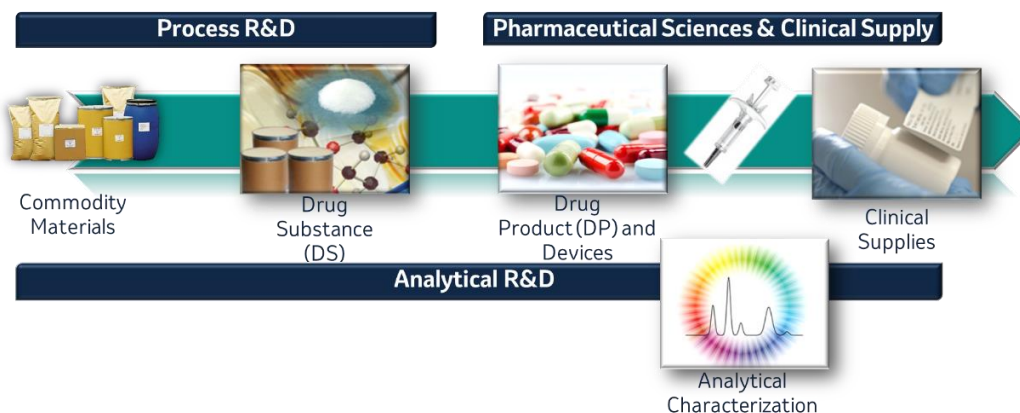 Process R&D
Pharmaceutical Sciences & Clinical Supply
Commodity
Materials
Drug
Substance
(DS)
Drug
Product (DP) and
Devices
Clinical
Supplies
Analytical R&D
Analytical
Characterization